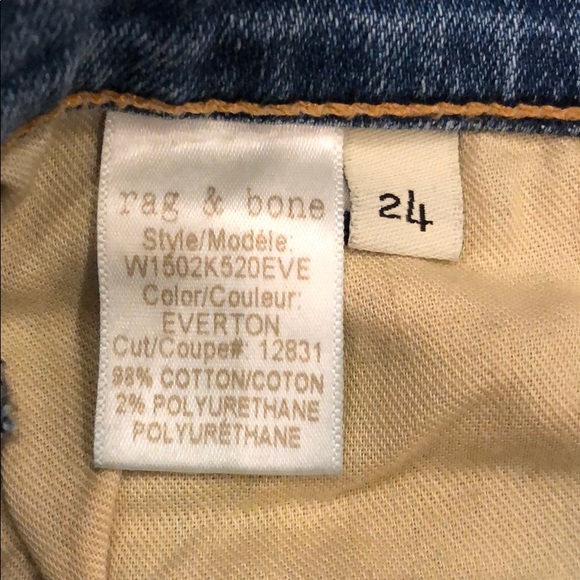 rag & bone
Style/Modèle:
W1502K520EVE
Color/Couleur:
EVERTON
Cut/Coupe#: 12831
98% COTTON/COTON
2% POLYURETHANE
POLYURÉTHANE
24